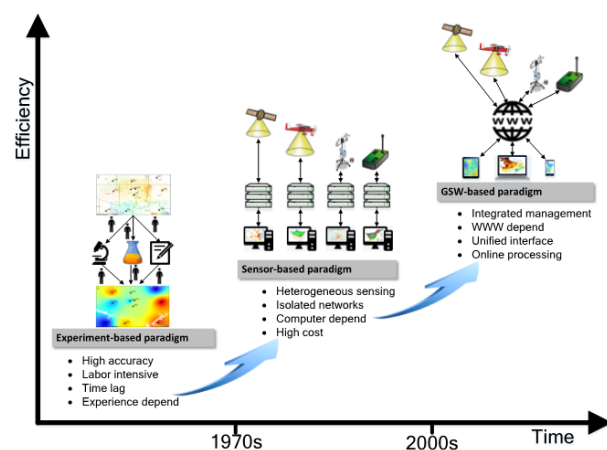 Efficiency
WWW
GSW-based paradigm
Integrated management
WWW depend
Unified interface
Online processing
Sensor-based paradigm
Heterogeneous sensing
Isolated networks
Computer depend
High cost
Experiment-based paradigm
High accuracy
Labor intensive
Time lag
Experience depend
1970s
2000s
Time